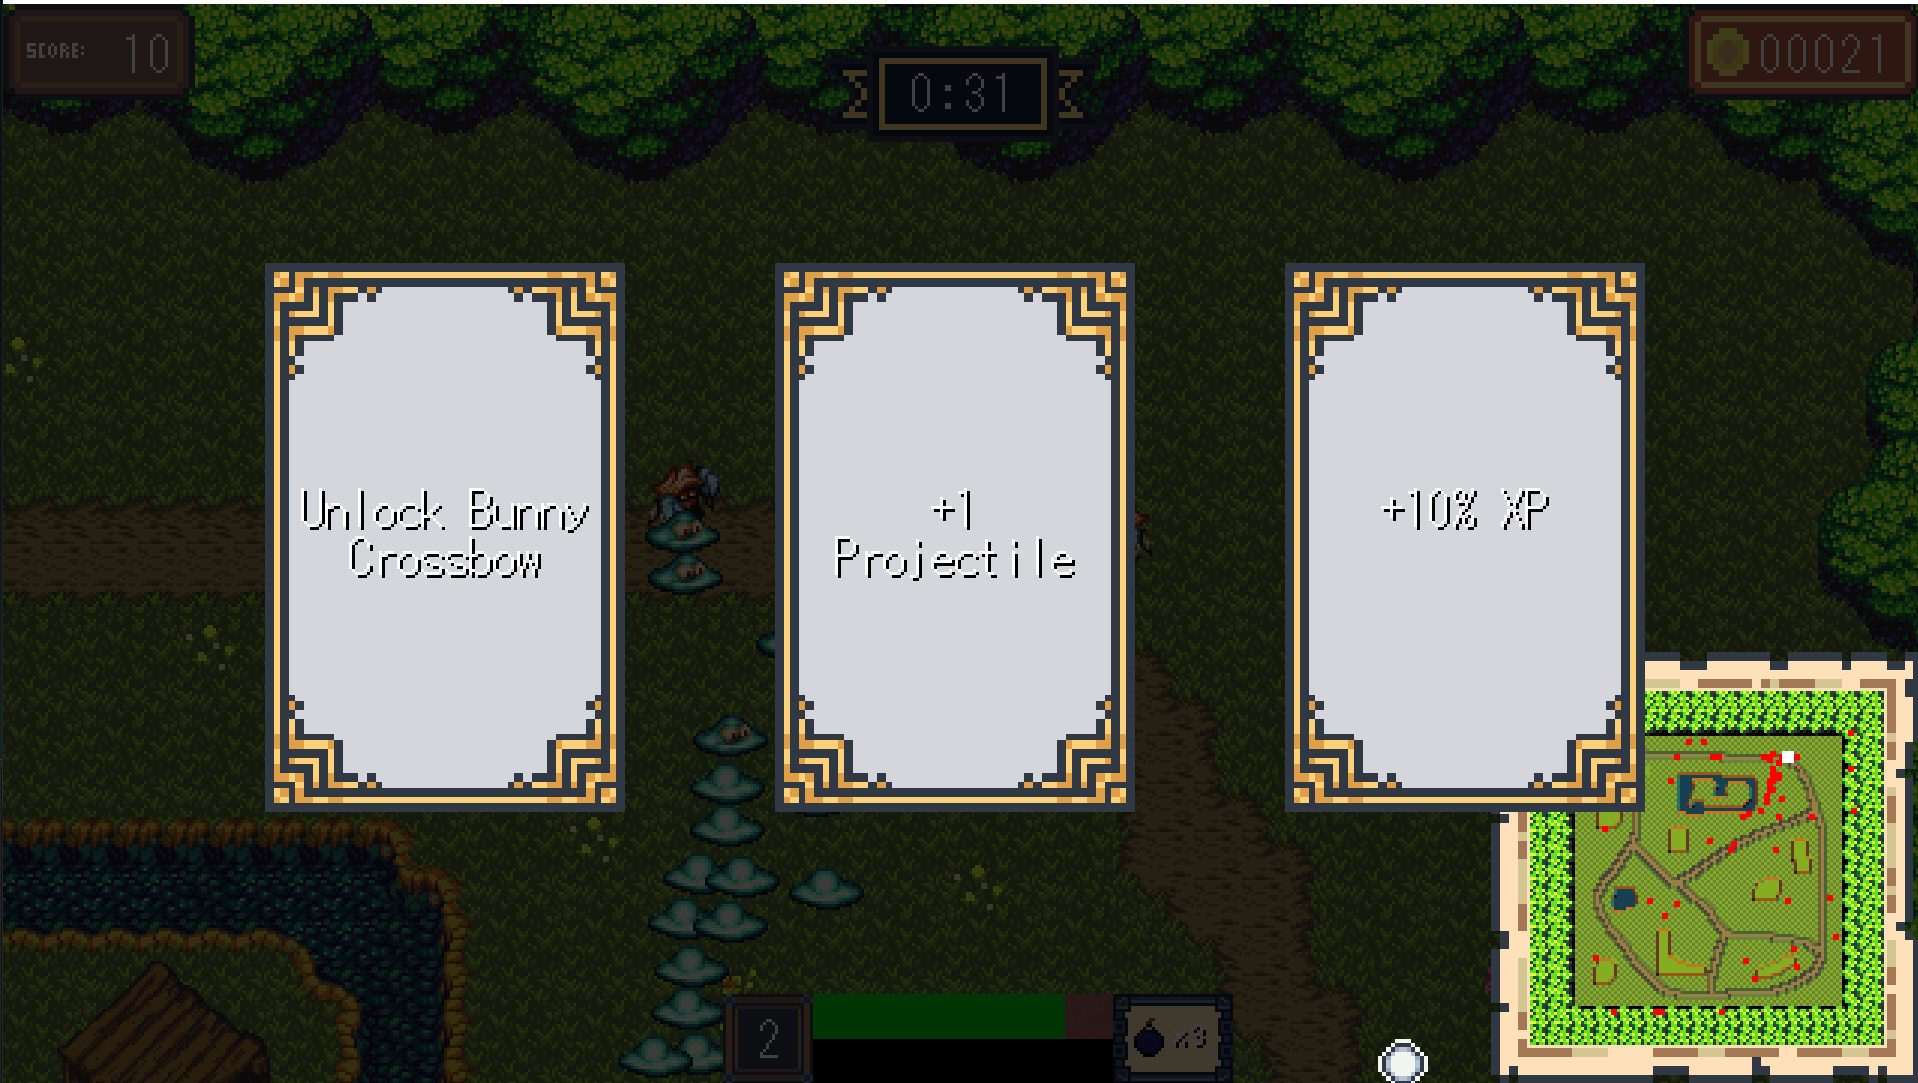 SCORE: 10
0:31
00021
Unlock Bunny
Crossbow
+1
Projectile
+10% XP
2
x3